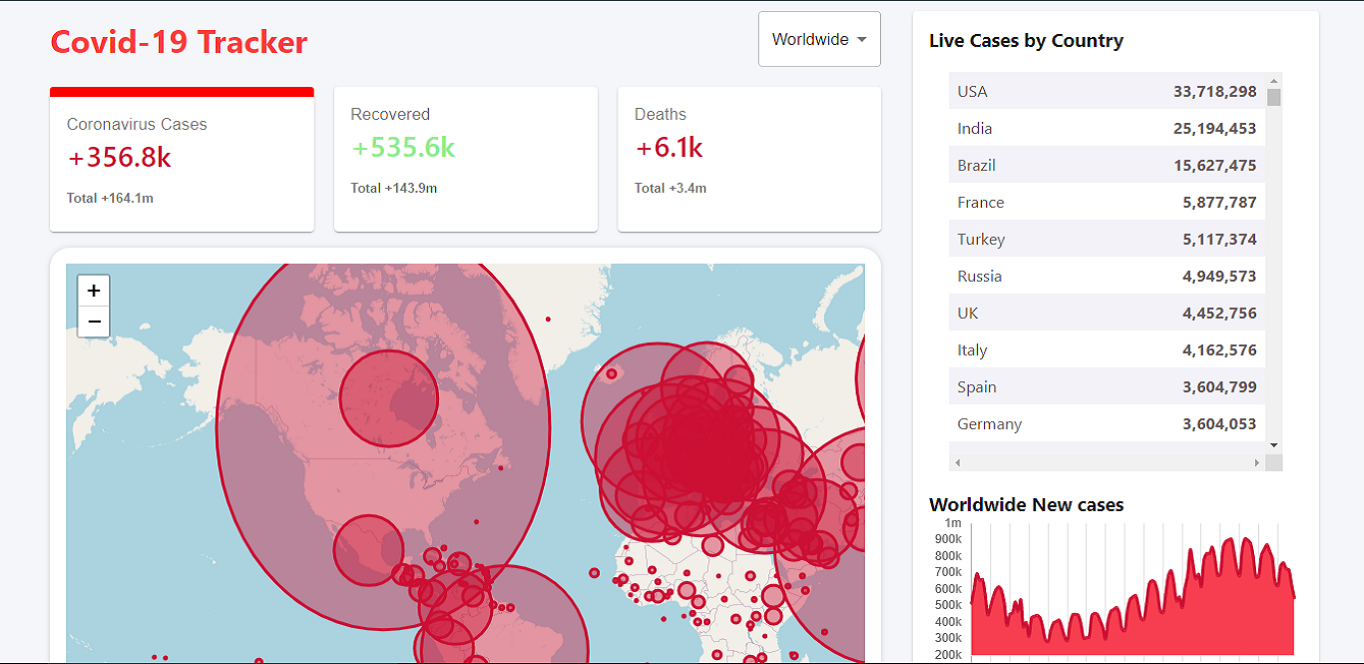 Covid-19 Tracker
Worldwide
Coronavirus Cases
+356.8k
Total +164.1m
Recovered
+535.6k
Total +143.9m
Deaths
+6.1k
Total +3.4m
+
−
Live Cases by Country
USA 33,718,298
India 25,194,453
Brazil 15,627,475
France 5,877,787
Turkey 5,117,374
Russia 4,949,573
UK 4,452,756
Italy 4,162,576
Spain 3,604,799
Germany 3,604,053
Worldwide New cases
1m
900k
800k
700k
600k
500k
400k
300k
200k